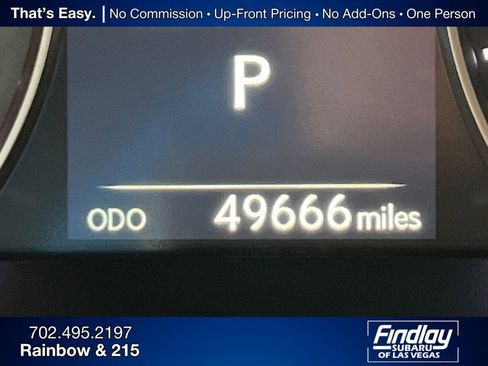 That's Easy. | No Commission • Up-Front Pricing • No Add-Ons • One Person
P
ODO 49666 miles
702.495.2197
Rainbow & 215
Findlay
SUBARU
OF LAS VEGAS